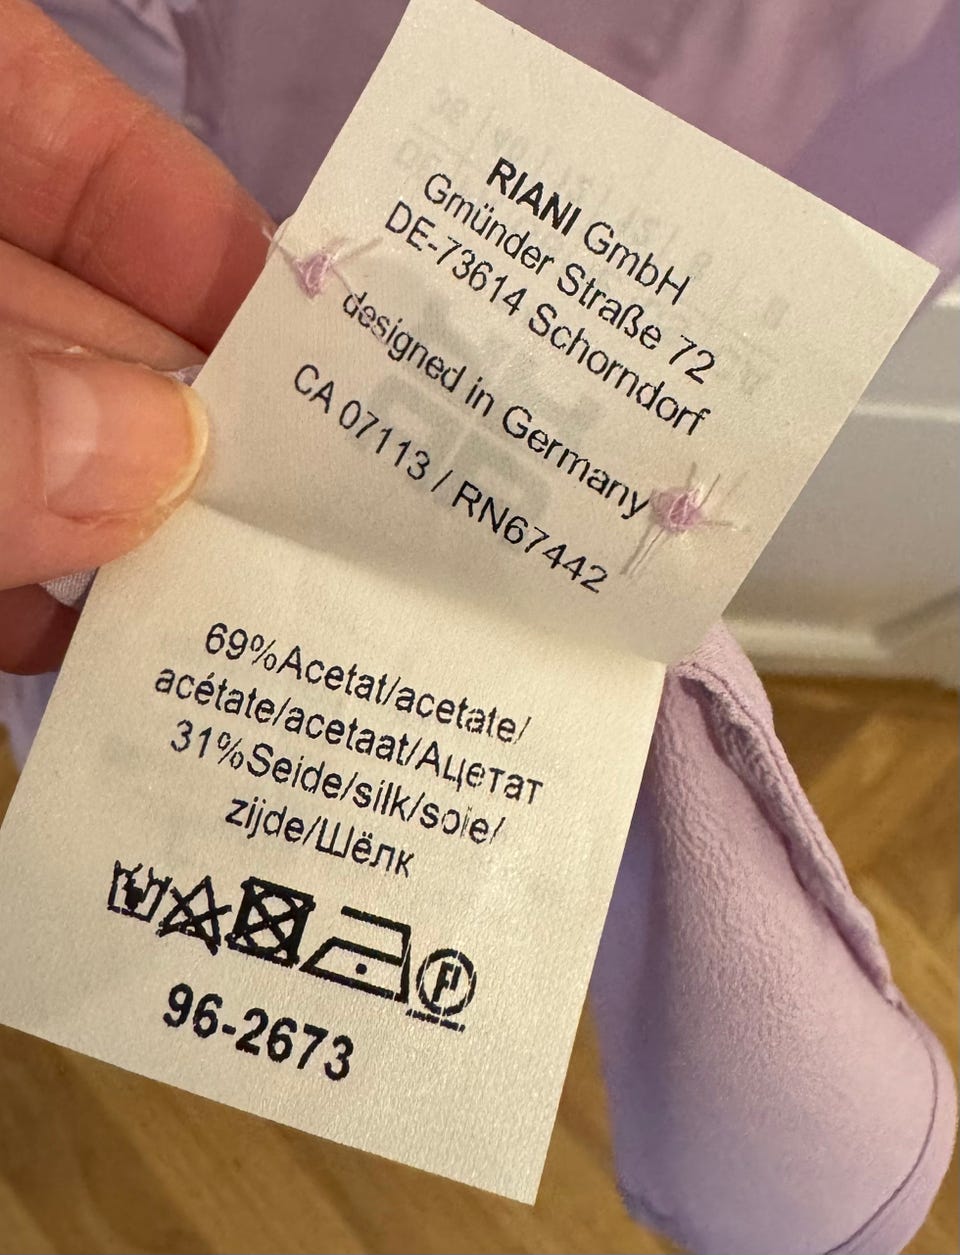 RIANI GmbH
Gmünder Straße 72
DE-73614 Schorndorf
designed in Germany
CA 07113 / RN67442
69%Acetat/acetate/
acétate/acetaat/Ацетат
31%Seide/silk/soie/
zijde/Шёлк
F
96-2673